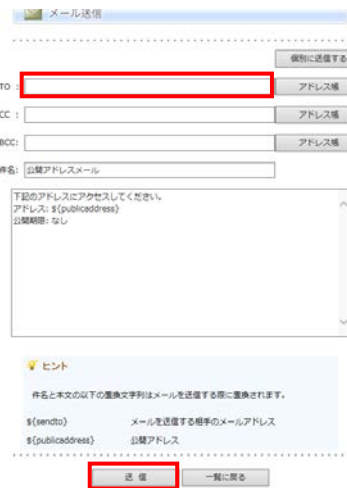 メール送信
個別に送信する
TO : アドレス帳
CC : アドレス帳
BCC: アドレス帳
件名: 公開アドレスメール
下記のアドレスにアクセスしてください。
アドレス: ${publicaddress}
公開期限: なし
ヒント
件名と本文の以下の置換文字列はメールを送信する際に置換されます。
${sendto} メールを送信する相手のメールアドレス
${publicaddress} 公開アドレス
送 信 一覧に戻る